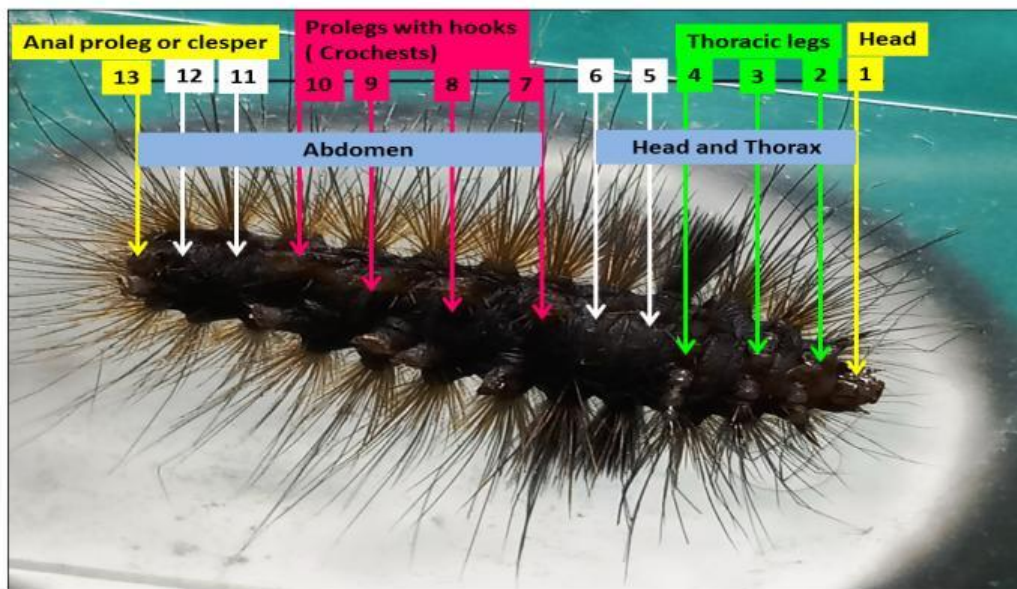 Anal proleg or clesper
Prolegs with hooks
( Crochests)
Thoracic legs
Head
13
12
11
10
9
8
7
6
5
4
3
2
1
Abdomen
Head and Thorax